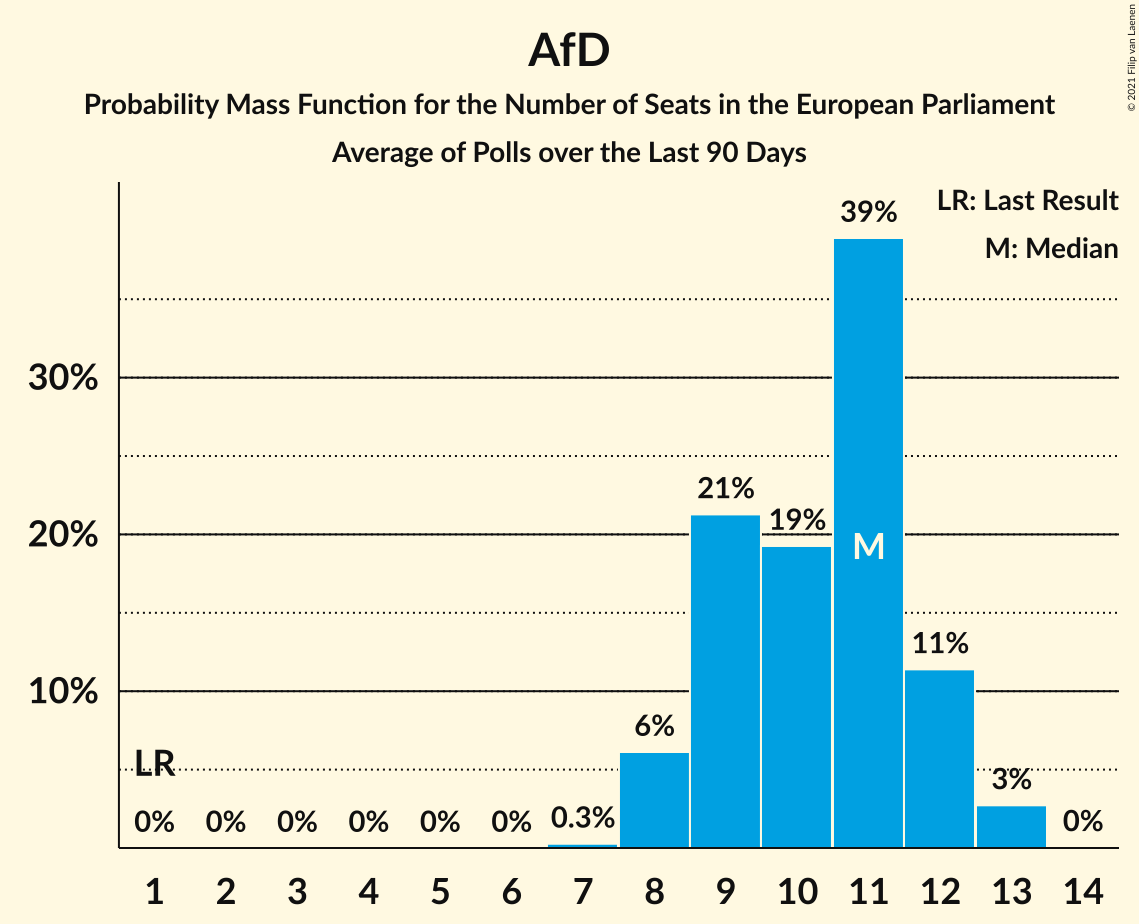 AfD
Probability Mass Function for the Number of Seats in the European Parliament
Average of Polls over the Last 90 Days
© 2021 Filip van Laenen
LR: Last Result
M: Median
39%
30%
21%
19%
20%
M
11%
10%
6%
LR
3%
0% 0% 0% 0% 0% 0% 0.3% 0%
1 2 3 4 5 6 7 8 9 10 11 12 13 14